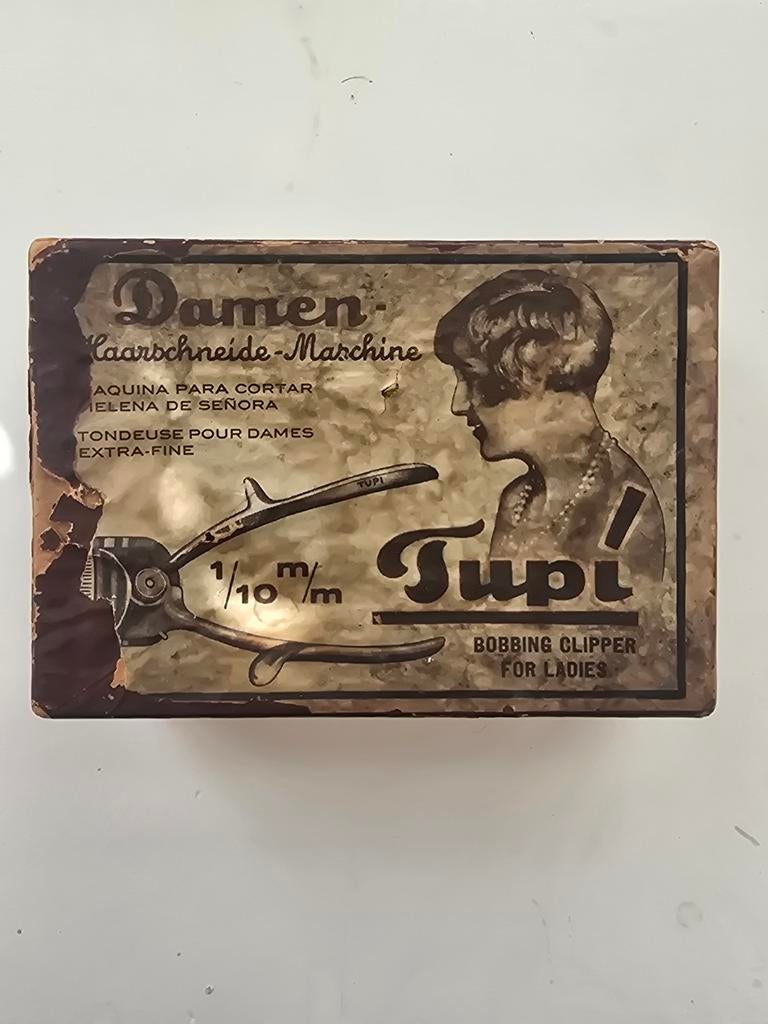 Damen-
Haarschneide-Maschine
AQUINA PARA CORTAR
ELENA DE SEÑORA
TONDEUSE POUR DAMES
EXTRA-FINE
TUPI
1/10 m/m
Tupi
BOBBING CLIPPER
FOR LADIES